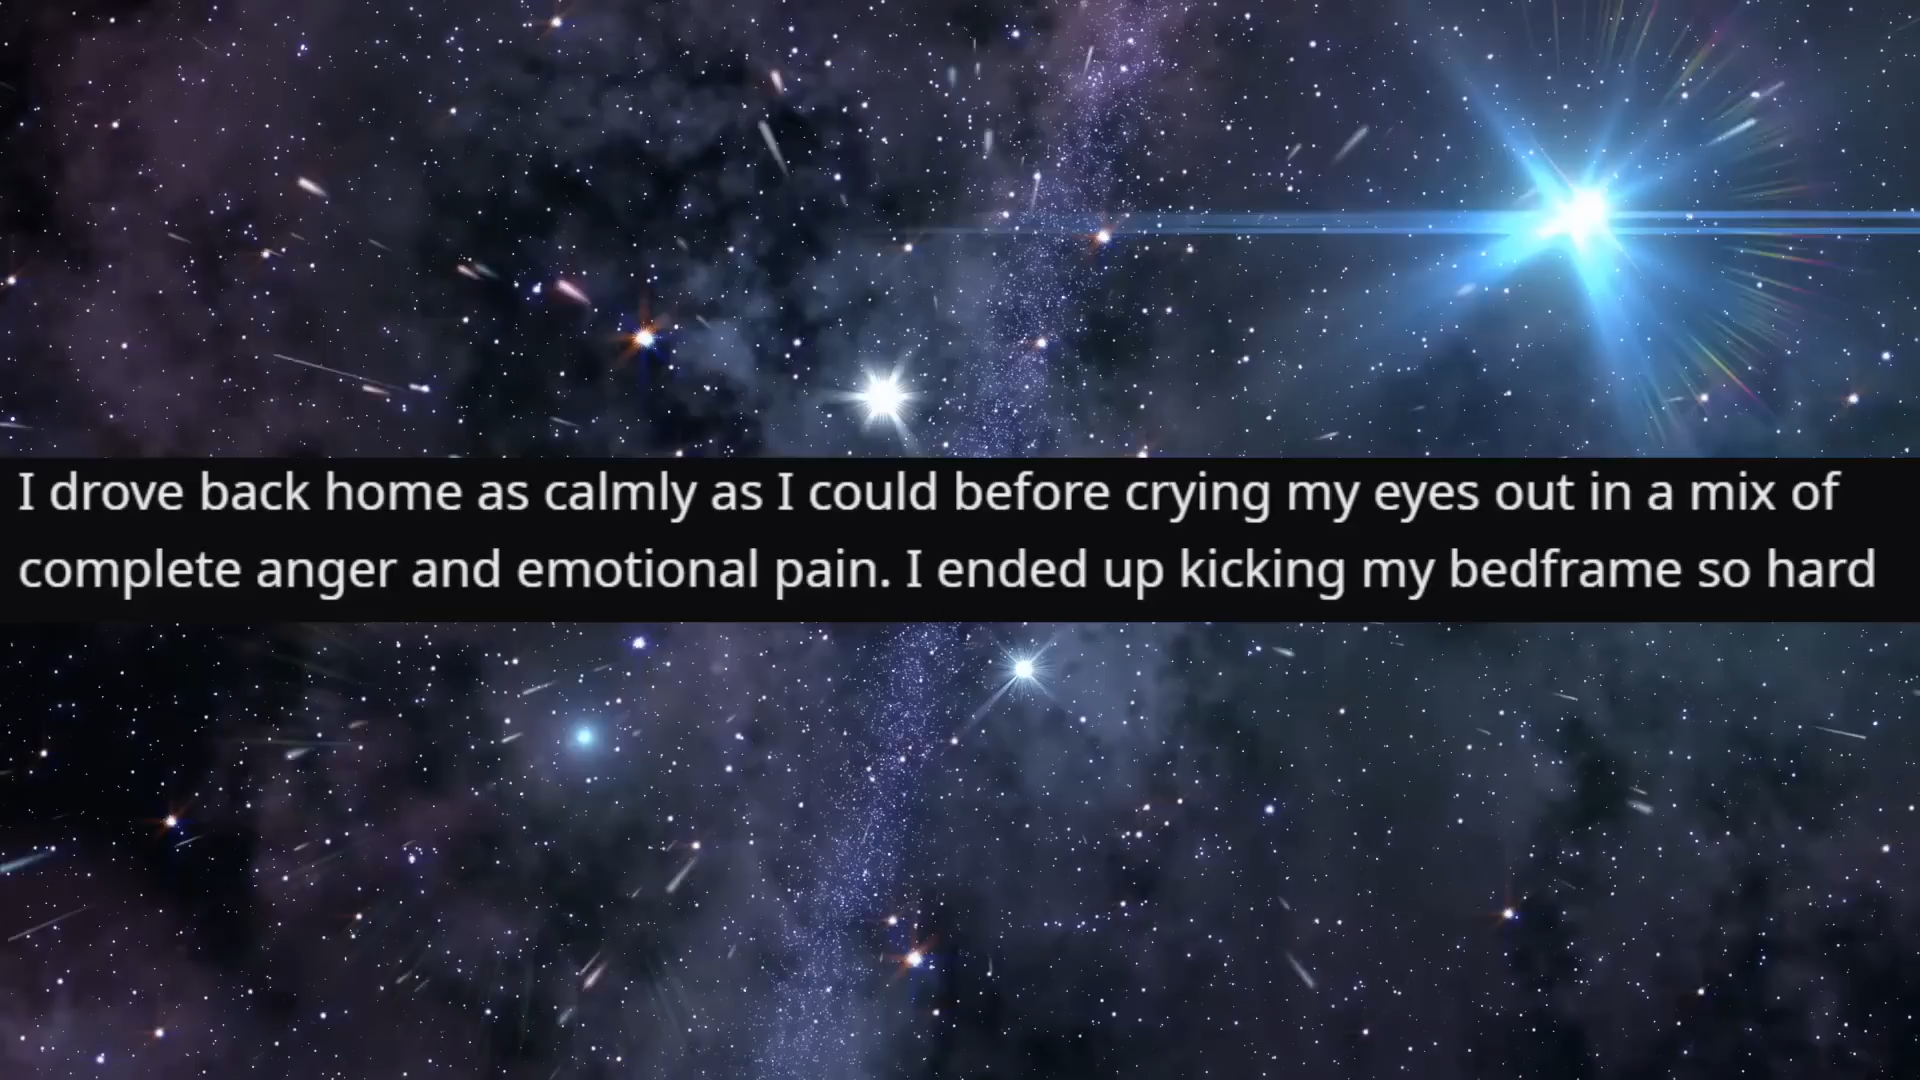 I drove back home as calmly as I could before crying my eyes out in a mix of
complete anger and emotional pain. I ended up kicking my bedframe so hard